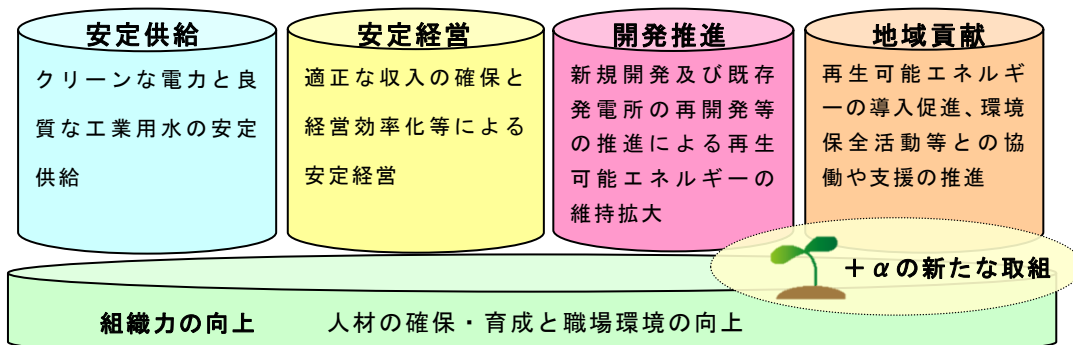 安定供給
クリーンな電力と良
質な工業用水の安定
供給
安定経営
適正な収入の確保と
経営効率化等による
安定経営
開発推進
新規開発及び既存
発電所の再開発等
の推進による再生
可能エネルギーの
維持拡大
地域貢献
再生可能エネルギ
ーの導入促進、環境
保全活動等との協
働や支援の推進
＋αの新たな取組
組織力の向上 人材の確保・育成と職場環境の向上